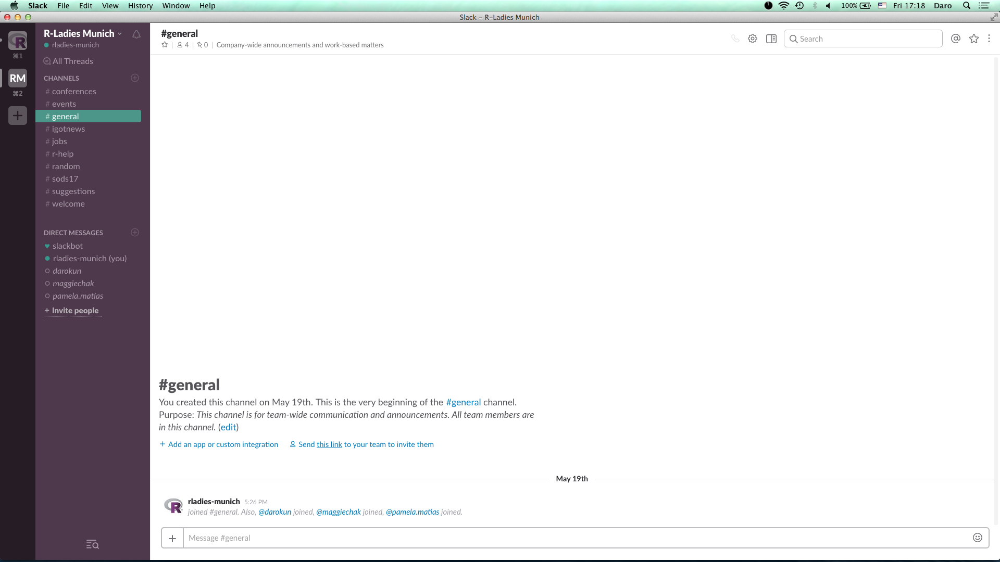 Slack File Edit View History Window Help 100% Fri 17:18 Daro
Slack – R-Ladies Munich
R
⌘1
RM
⌘2
R-Ladies Munich
rladies-munich
All Threads
CHANNELS
# conferences
# events
# general
# igotnews
# jobs
# r-help
# random
# sods17
# suggestions
# welcome
DIRECT MESSAGES
slackbot
rladies-munich (you)
darokun
maggiechak
pamela.matias
+ Invite people
#general
4 | 0 | Company-wide announcements and work-based matters
Search
#general
You created this channel on May 19th. This is the very beginning of the #general channel.
Purpose: This channel is for team-wide communication and announcements. All team members are
in this channel. (edit)
+ Add an app or custom integration Send this link to your team to invite them
May 19th
R
rladies-munich 5:26 PM
joined #general. Also, @darokun joined, @maggiechak joined, @pamela.matias joined.
+ Message #general